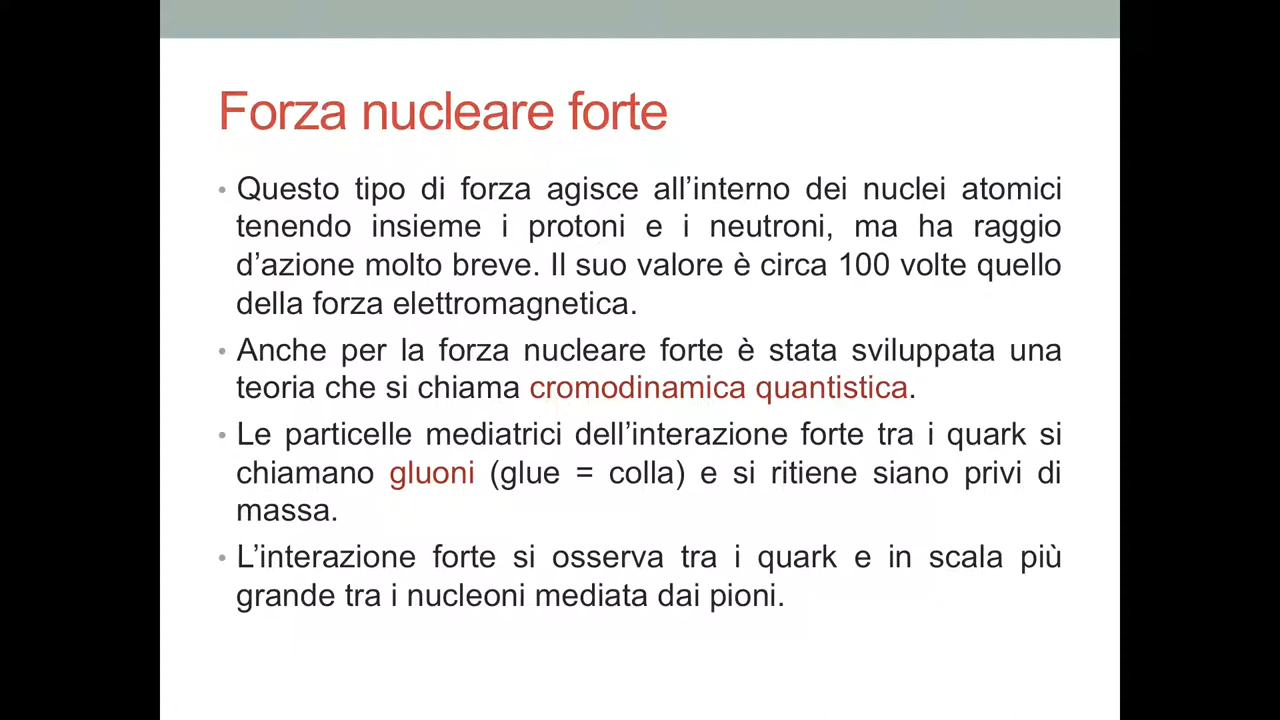 Forza nucleare forte
• Questo tipo di forza agisce all’interno dei nuclei atomici
tenendo insieme i protoni e i neutroni, ma ha raggio
d’azione molto breve. Il suo valore è circa 100 volte quello
della forza elettromagnetica.
• Anche per la forza nucleare forte è stata sviluppata una
teoria che si chiama cromodinamica quantistica.
• Le particelle mediatrici dell’interazione forte tra i quark si
chiamano gluoni (glue = colla) e si ritiene siano privi di
massa.
• L’interazione forte si osserva tra i quark e in scala più
grande tra i nucleoni mediata dai pioni.